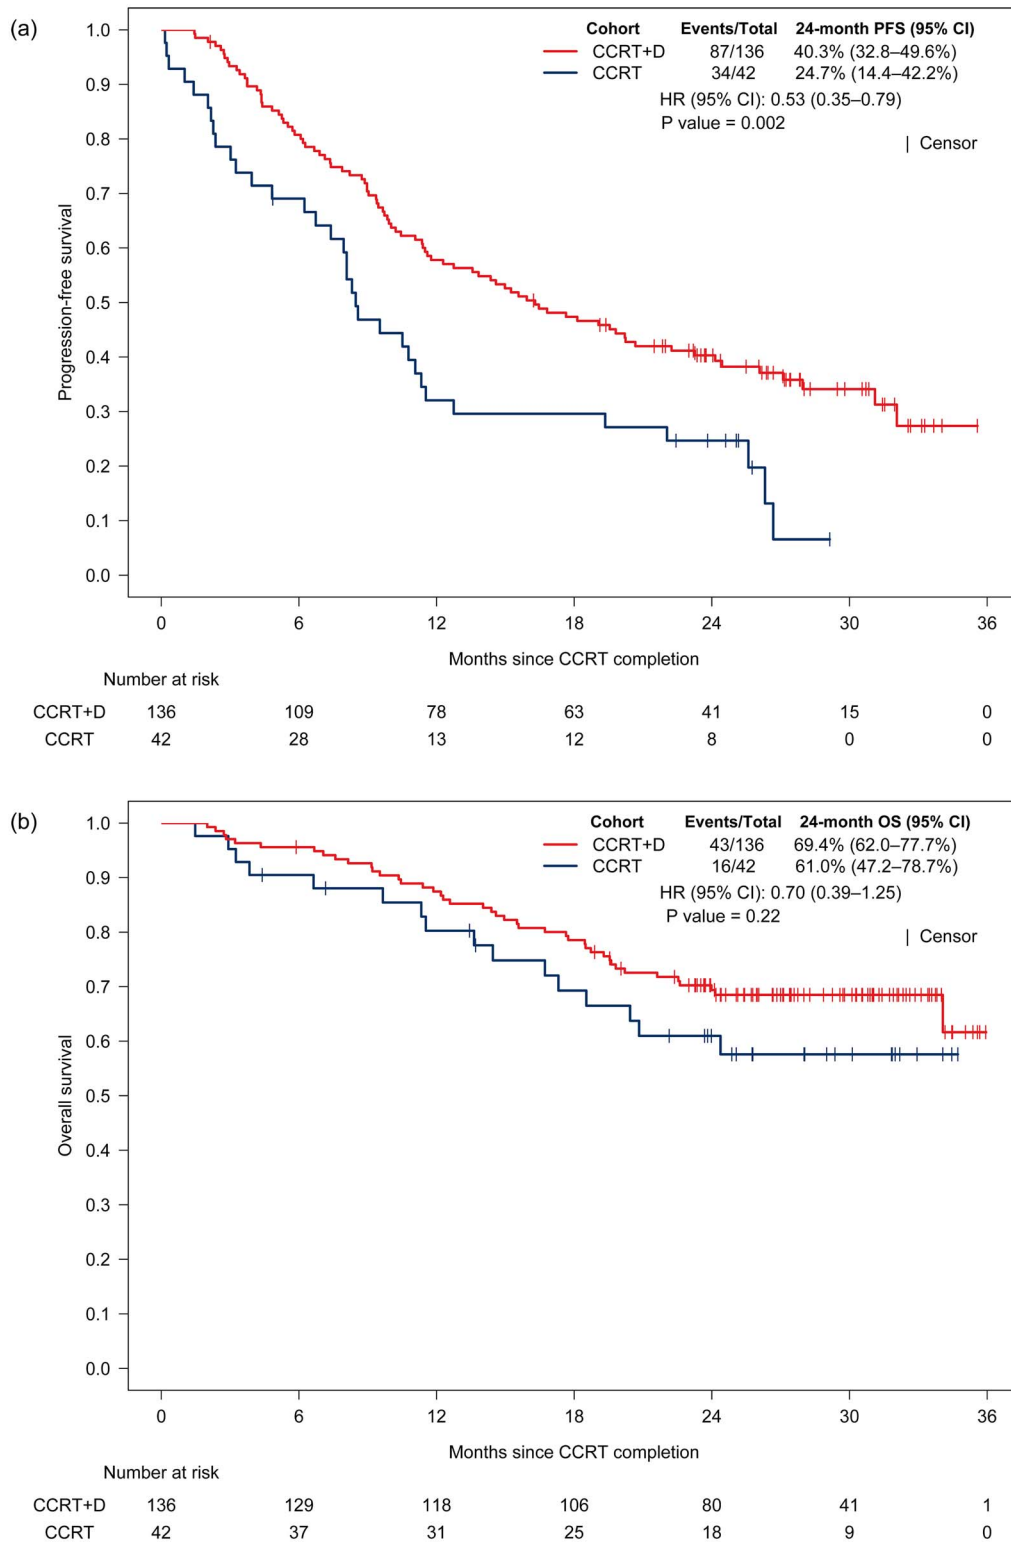 (a)
Cohort Events/Total 24-month PFS (95% CI)
CCRT+D 87/136 40.3% (32.8–49.6%)
CCRT 34/42 24.7% (14.4–42.2%)
HR (95% CI): 0.53 (0.35–0.79)
P value = 0.002
| Censor
Progression-free survival
1.0
0.9
0.8
0.7
0.6
0.5
0.4
0.3
0.2
0.1
0.0
0 6 12 18 24 30 36
Months since CCRT completion
Number at risk
CCRT+D 136 109 78 63 41 15 0
CCRT 42 28 13 12 8 0 0
(b)
Cohort Events/Total 24-month OS (95% CI)
CCRT+D 43/136 69.4% (62.0–77.7%)
CCRT 16/42 61.0% (47.2–78.7%)
HR (95% CI): 0.70 (0.39–1.25)
P value = 0.22
| Censor
Overall survival
1.0
0.9
0.8
0.7
0.6
0.5
0.4
0.3
0.2
0.1
0.0
0 6 12 18 24 30 36
Months since CCRT completion
Number at risk
CCRT+D 136 129 118 106 80 41 1
CCRT 42 37 31 25 18 9 0